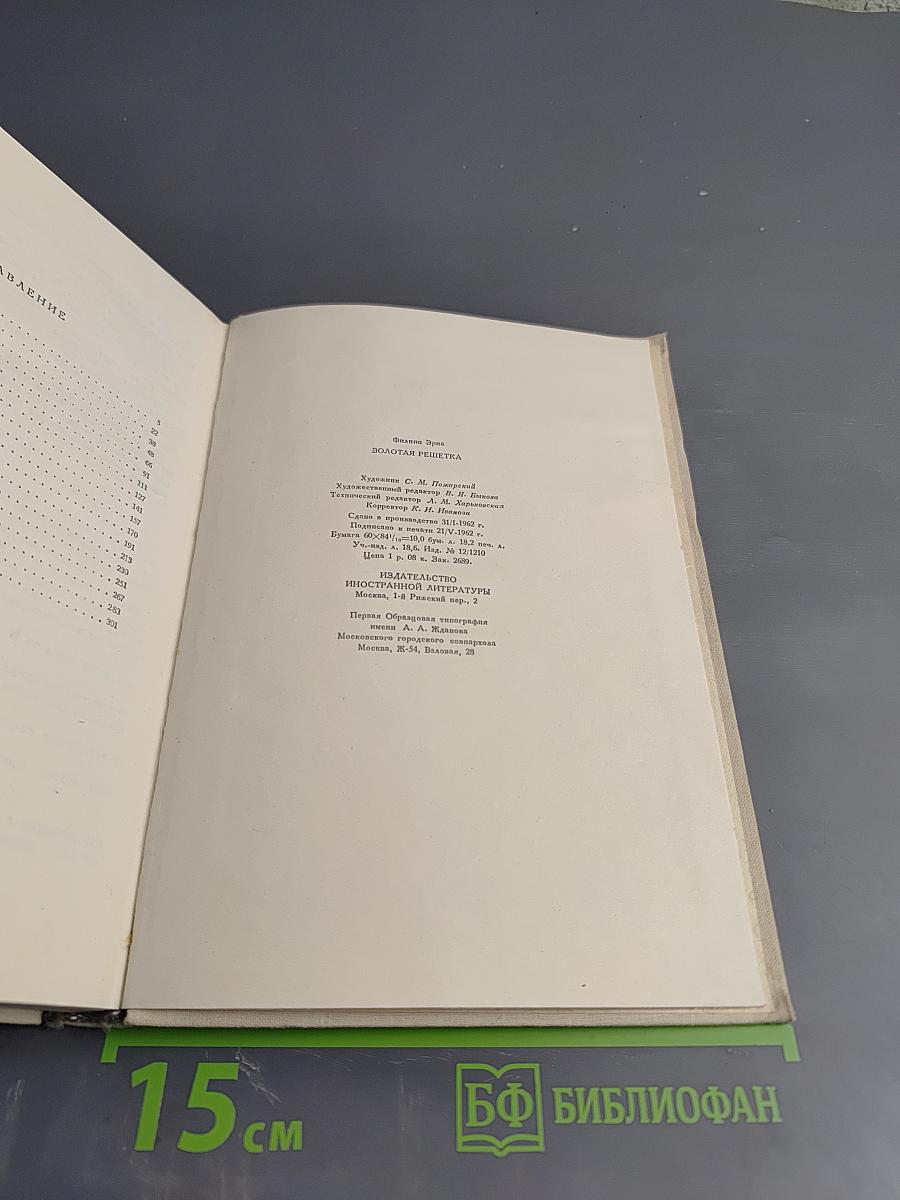 АВЛЕНИЕ
5
22
38
48
66
91
111
127
141
157
170
191
213
239
251
267
283
301
Филипп Эриа
ЗОЛОТАЯ РЕШЕТКА
Художник С. М. Пожарский
Художественный редактор В. Я. Быкова
Технический редактор Л. М. Харьковская
Корректор К. И. Иванова
Сдано в производство 31/I-1962 г.
Подписано к печати 21/V-1962 г.
Бумага 60×84¹/₁₆=10,0 бум. л. 18,2 печ. л.
Уч.-изд. л. 18,6. Изд. № 12/1210
Цена 1 р. 08 к. Зак. 2689.
ИЗДАТЕЛЬСТВО
ИНОСТРАННОЙ ЛИТЕРАТУРЫ
Москва, 1-й Рижский пер., 2
Первая Образцовая типография
имени А. А. Жданова
Московского городского совнархоза
Москва, Ж-54, Валовая, 28
15 см
БФ БИБЛИОФАН